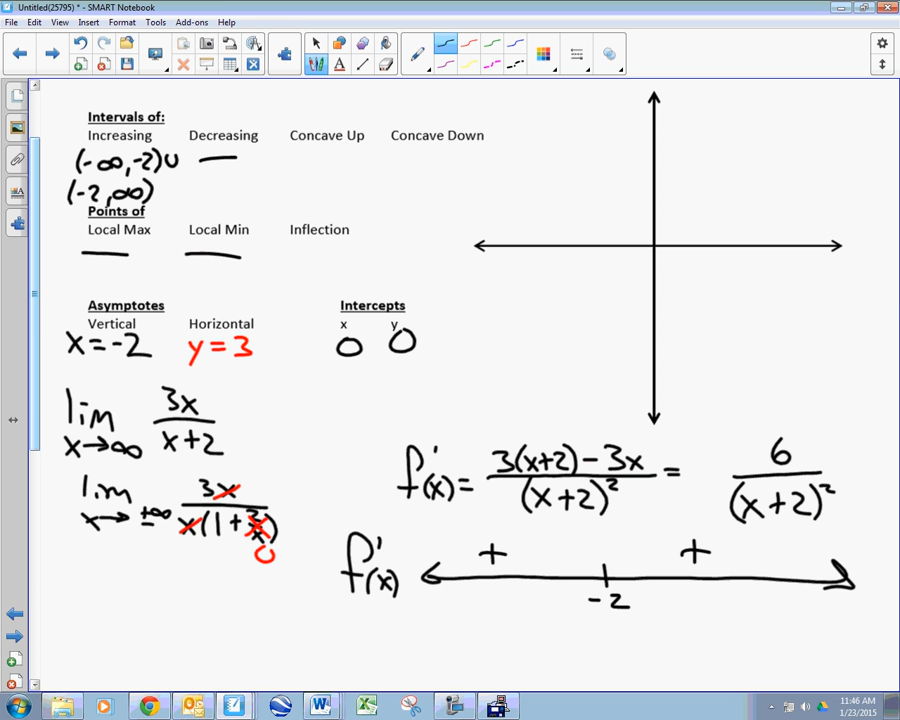 Untitled(25795) * - SMART Notebook
File Edit View Insert Format Tools Add-ons Help
Intervals of:
Increasing Decreasing Concave Up Concave Down
(-∞,-2)∪ —
(-2,∞)
Points of
Local Max Local Min Inflection
— —
Asymptotes Intercepts
Vertical Horizontal x y
x=-2 y=3 0 0
lim x→∞ 3x/(x+2)
lim x→±∞ 3x/(x(1+2/x))
0
f'(x)= (3(x+2)-3x)/(x+2)² = 6/(x+2)²
+ +
f'(x)
-2
11:46 AM
1/23/2015